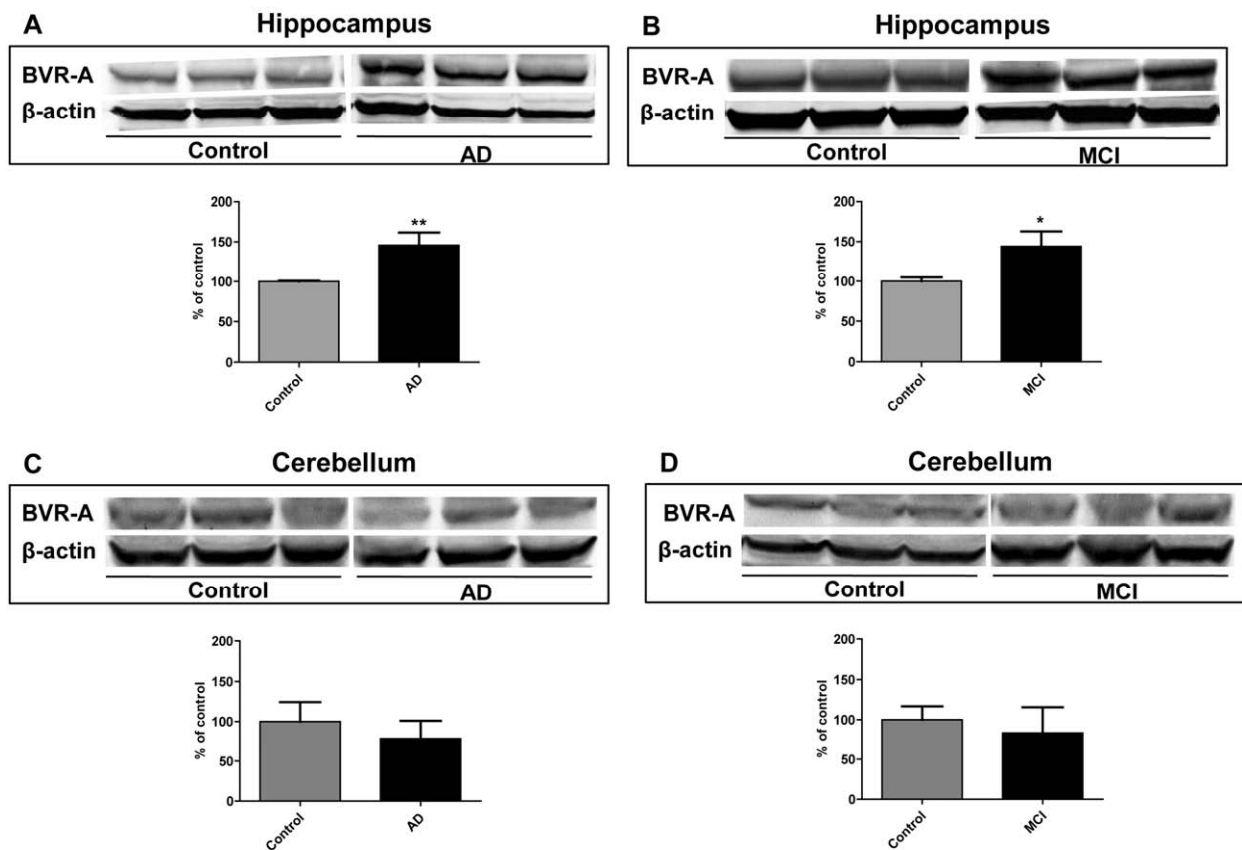 A Hippocampus
BVR-A
β-actin
Control AD
% of control
200
150
100
50
0
**
Control AD
B Hippocampus
BVR-A
β-actin
Control MCI
% of control
200
150
100
50
0
*
Control MCI
C Cerebellum
BVR-A
β-actin
Control AD
% of control
200
150
100
50
0
Control AD
D Cerebellum
BVR-A
β-actin
Control MCI
% of control
200
150
100
50
0
Control MCI